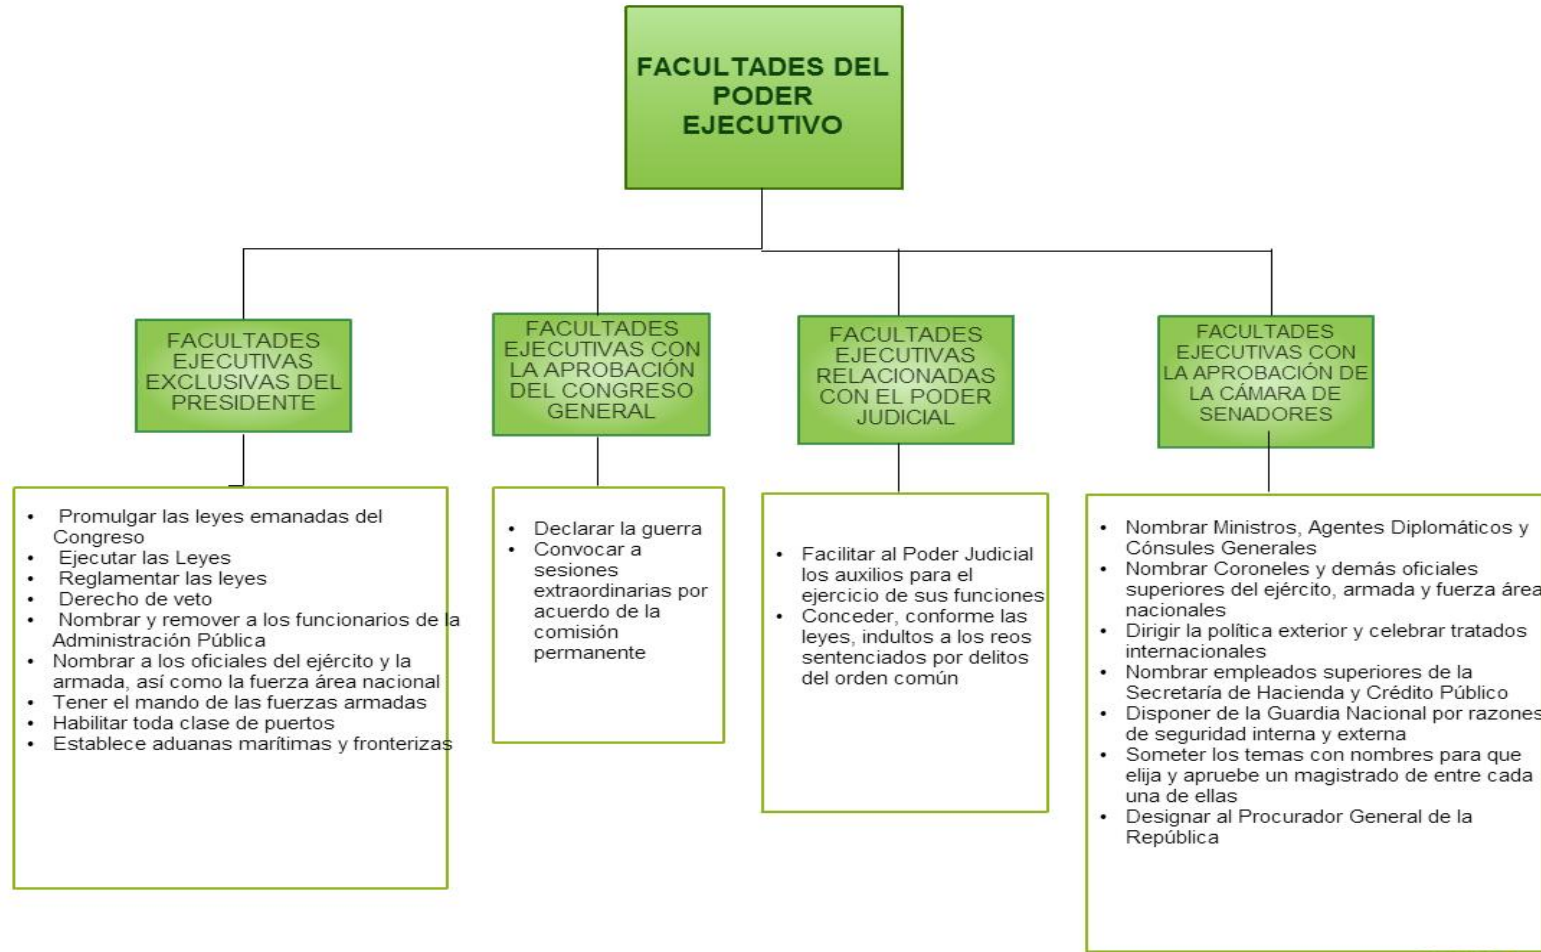 FACULTADES DEL
PODER
EJECUTIVO
FACULTADES
EJECUTIVAS
EXCLUSIVAS DEL
PRESIDENTE
• Promulgar las leyes emanadas del
Congreso
• Ejecutar las Leyes
• Reglamentar las leyes
• Derecho de veto
• Nombrar y remover a los funcionarios de la
Administración Pública
• Nombrar a los oficiales del ejército y la
armada, así como la fuerza área nacional
• Tener el mando de las fuerzas armadas
• Habilitar toda clase de puertos
• Establece aduanas marítimas y fronterizas
FACULTADES
EJECUTIVAS CON
LA APROBACIÓN
DEL CONGRESO
GENERAL
• Declarar la guerra
• Convocar a
sesiones
extraordinarias por
acuerdo de la
comisión
permanente
FACULTADES
EJECUTIVAS
RELACIONADAS
CON EL PODER
JUDICIAL
• Facilitar al Poder Judicial
los auxilios para el
ejercicio de sus funciones
• Conceder, conforme las
leyes, indultos a los reos
sentenciados por delitos
del orden común
FACULTADES
EJECUTIVAS CON
LA APROBACIÓN DE
LA CÁMARA DE
SENADORES
• Nombrar Ministros, Agentes Diplomáticos y
Cónsules Generales
• Nombrar Coroneles y demás oficiales
superiores del ejército, armada y fuerza área
nacionales
• Dirigir la política exterior y celebrar tratados
internacionales
• Nombrar empleados superiores de la
Secretaría de Hacienda y Crédito Público
• Disponer de la Guardia Nacional por razones
de seguridad interna y externa
• Someter los temas con nombres para que
elija y apruebe un magistrado de entre cada
una de ellas
• Designar al Procurador General de la
República